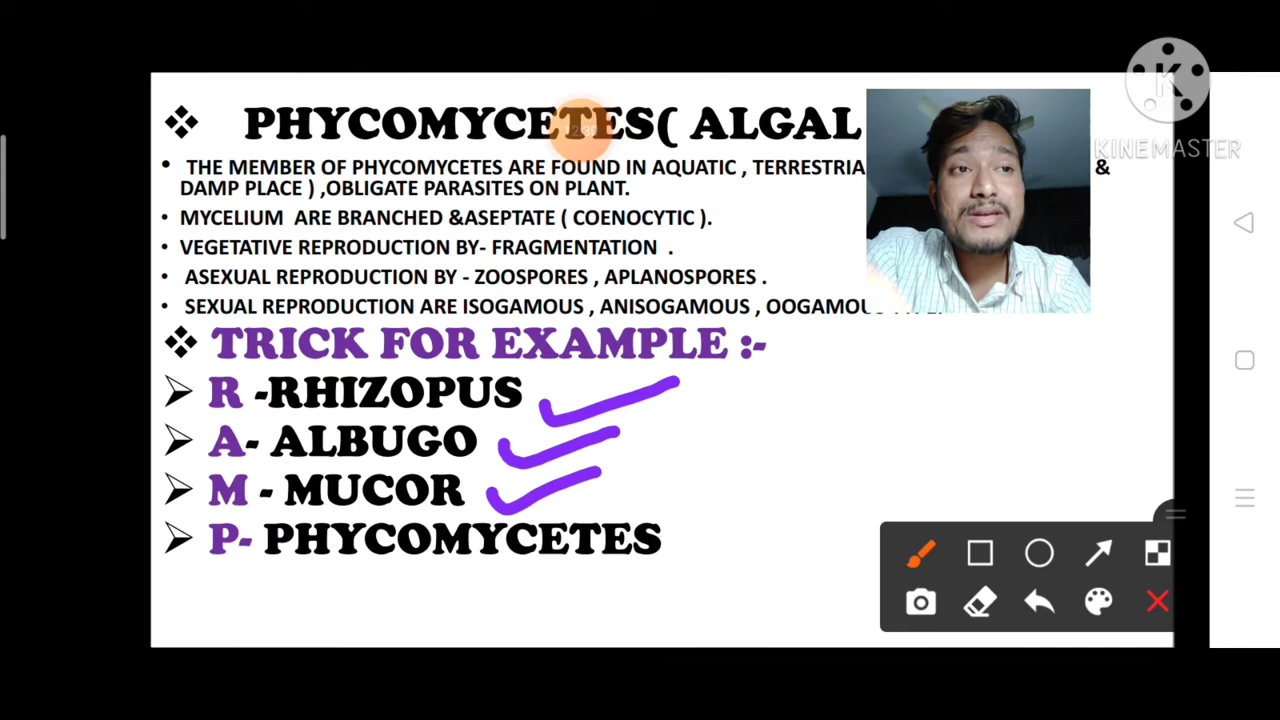 ❖ PHYCOMYCETES( ALGAL
• THE MEMBER OF PHYCOMYCETES ARE FOUND IN AQUATIC , TERRESTRIA &
DAMP PLACE ) ,OBLIGATE PARASITES ON PLANT.
• MYCELIUM ARE BRANCHED &ASEPTATE ( COENOCYTIC ).
• VEGETATIVE REPRODUCTION BY- FRAGMENTATION .
• ASEXUAL REPRODUCTION BY - ZOOSPORES , APLANOSPORES .
• SEXUAL REPRODUCTION ARE ISOGAMOUS , ANISOGAMOUS , OOGAMOUS
❖ TRICK FOR EXAMPLE :-
➢ R -RHIZOPUS
➢ A- ALBUGO
➢ M - MUCOR
➢ P- PHYCOMYCETES
K
KINEMASTER